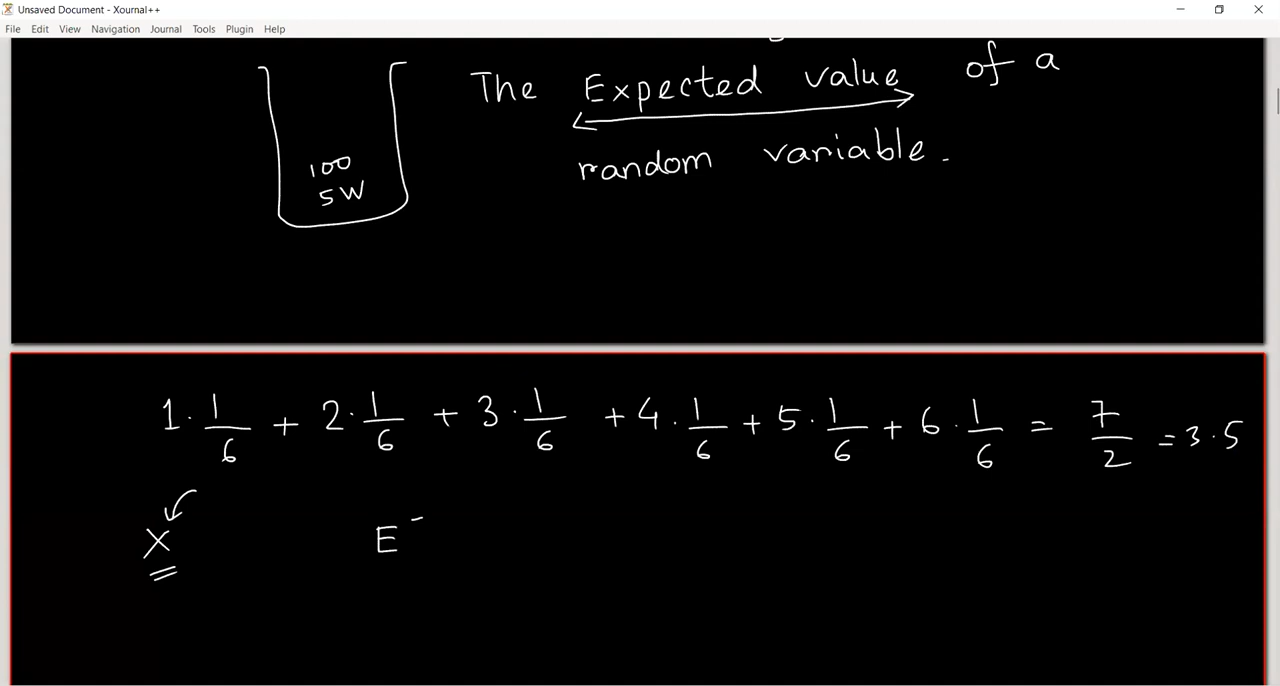 Unsaved Document - Xournal++
File Edit View Navigation Journal Tools Plugin Help
The Expected value of a
random variable.
100
5W
1 · 1/6 + 2 · 1/6 + 3 · 1/6 + 4 · 1/6 + 5 · 1/6 + 6 · 1/6 = 7/2 = 3.5
X E